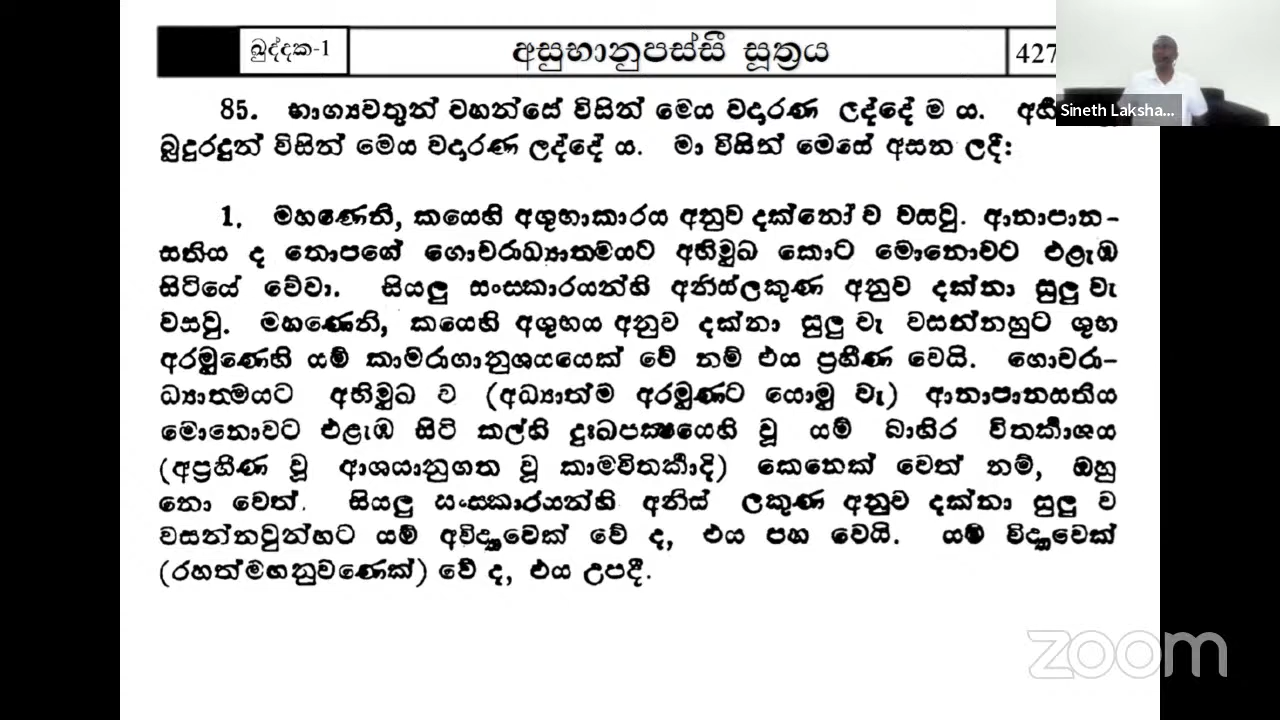 ඛුද්දක-1 අසුභානුපස්සී සූත්‍රය 427
Sineth Laksha...
85. භාග්‍යවතුන් වහන්සේ විසින් මෙය වදාරණ ලද්දේ ම ය.
බුදුරදුන් විසින් මෙය වදාරණ ලද්දේ ය. මා විසින් මෙසේ අසන ලදී:
1. මහණෙනි, කයෙහි අශුභාකාරය අනුව දක්නෝ ව වසවු. ආනාපාන-
සතිය ද තොපගේ ගොචරාධ්‍යාත්මයට අභිමුඛ කොට මොනොවට එළැඹ
සිටියේ වේවා. සියලු සංස්කාරයන්හි අනිස්ලකුණ අනුව දක්නා සුලු වැ
වසවු. මහණෙනි, කයෙහි අශුභය අනුව දක්නා සුලු වැ වසන්නහුට ශුභ
අරමුණෙහි යම් කාමරාගානුශයයෙක් වේ නම් එය ප්‍රහීණ වෙයි. ගොචරා-
ධ්‍යාත්මයට අභිමුඛ ව (අධ්‍යාත්ම අරමුණට යොමු වැ) ආනාපානසතිය
මොනොවට එළැඹ සිටි කල්හි දුඃඛපක්‍ෂයෙහි වූ යම් බාහිර විතර්කාශය
(අප්‍රහීණ වූ ආශයානුගත වූ කාමවිතර්කාදි) කෙනෙක් වෙත් නම්, ඔහු
නො වෙත්. සියලු සංස්කාරයන්හි අනිස් ලකුණ අනුව දක්නා සුලු ව
වසන්නවුන්හට යම් අවිද්‍යාවෙක් වේ ද, එය පහ වෙයි. යම් විද්‍යාවෙක්
(රහත්මඟනුවණෙක්) වේ ද, එය උපදී.
zoom